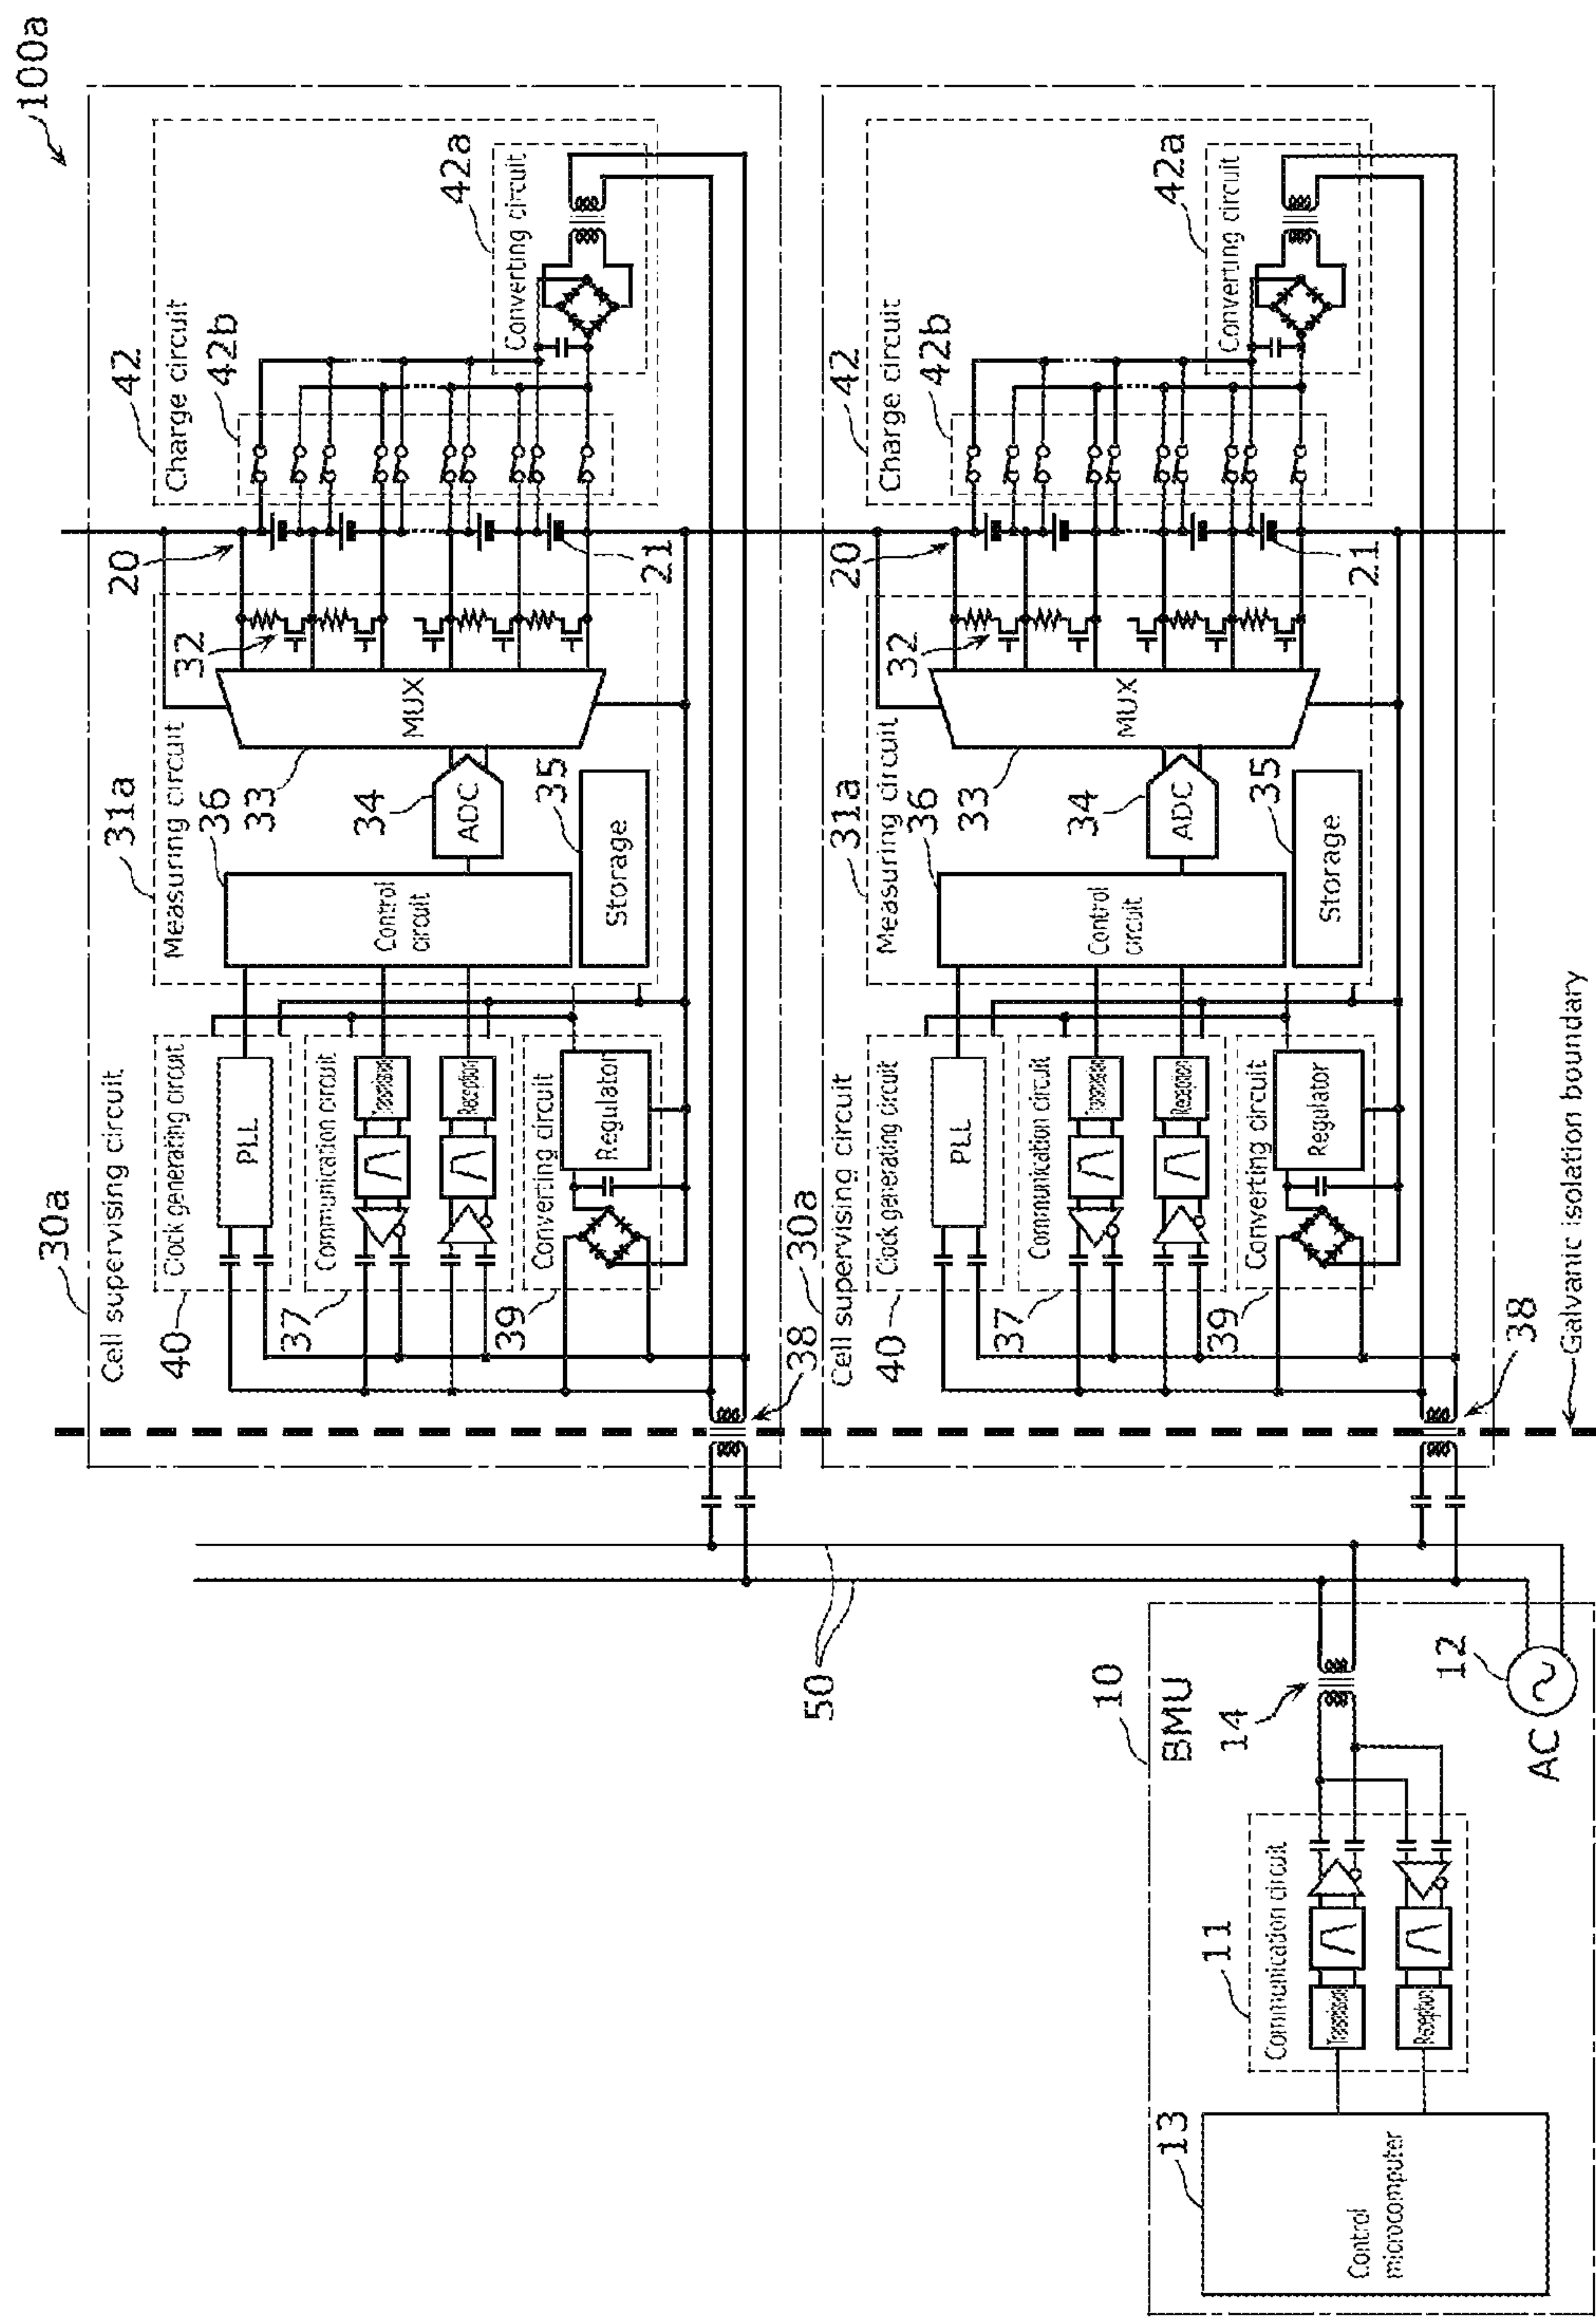 100a
30a
Cell supervising circuit
40
Clock generating circuit
PLL
37
Communication circuit
Transmission
Reception
39
Converting circuit
Regulator
38
31a
Measuring circuit
36
Control
circuit
33
MUX
34
ADC
35
Storage
32
20
21
42
Charge circuit
42b
42a
Converting circuit
30a
Cell supervising circuit
40
Clock generating circuit
PLL
37
Communication circuit
Transmission
Reception
39
Converting circuit
Regulator
38
31a
Measuring circuit
36
Control
circuit
33
MUX
34
ADC
35
Storage
32
20
21
42
Charge circuit
42b
42a
Converting circuit
Galvanic isolation boundary
50
10
BMU
14
12
AC
11
Communication circuit
Transmission
Reception
13
Control
microcomputer